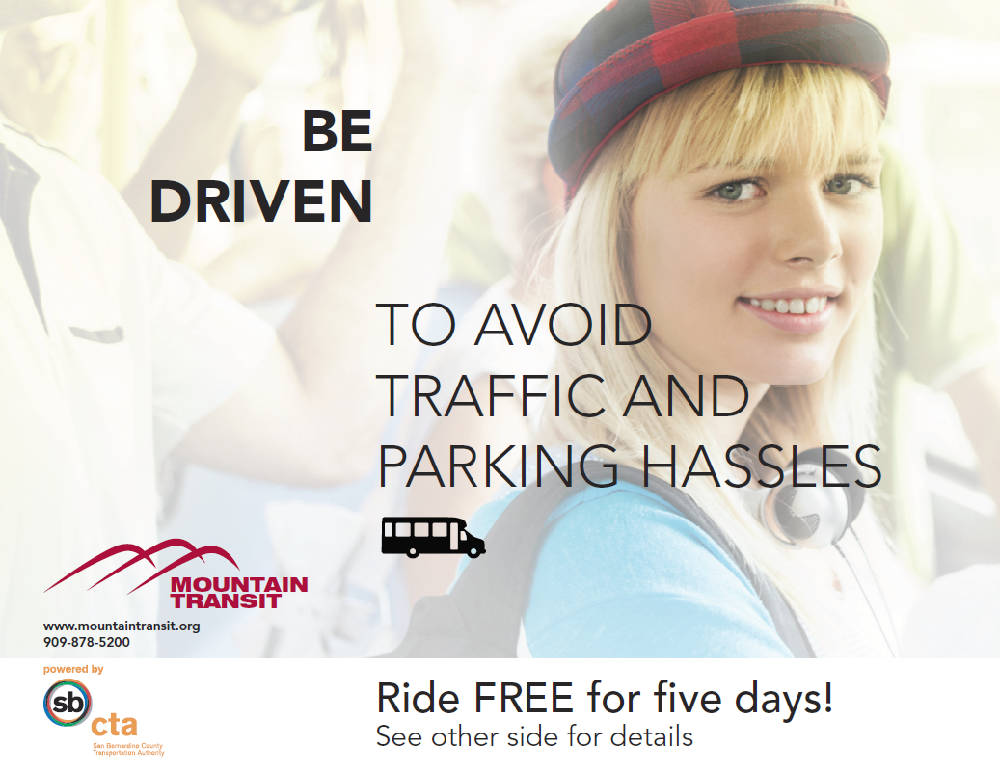 BE
DRIVEN
TO AVOID
TRAFFIC AND
PARKING HASSLES
MOUNTAIN
TRANSIT
www.mountaintransit.org
909-878-5200
powered by
sb
cta
San Bernardino County
Transportation Authority
Ride FREE for five days!
See other side for details